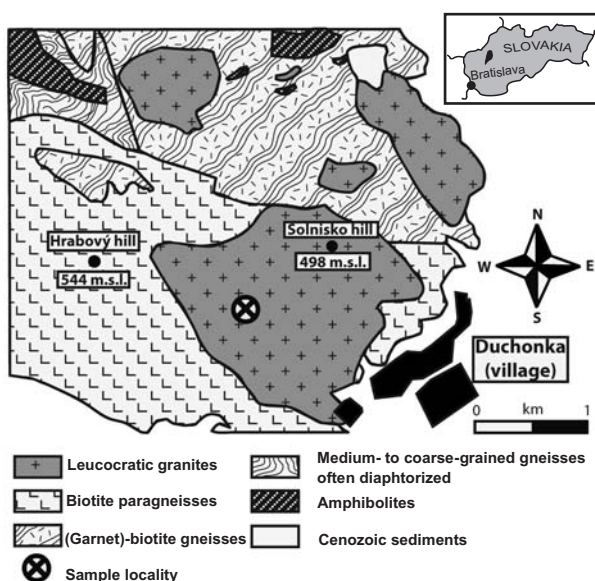 SLOVAKIA
Bratislava
Hrabový hill
544 m.s.l.
Solnisko hill
498 m.s.l.
N
W
E
S
Duchonka
(village)
0 km 1
Leucocratic granites
Medium- to coarse-grained gneisses
often diaphtorized
Biotite paragneisses
Amphibolites
(Garnet)-biotite gneisses
Cenozoic sediments
Sample locality